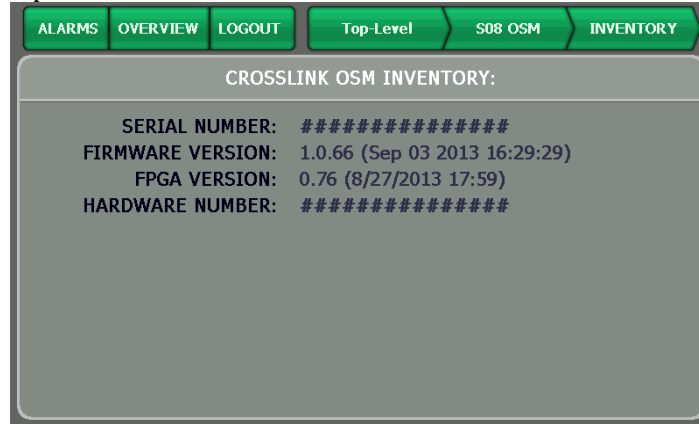 ALARMS OVERVIEW LOGOUT Top-Level S08 OSM INVENTORY
CROSSLINK OSM INVENTORY:
SERIAL NUMBER: ###############
FIRMWARE VERSION: 1.0.66 (Sep 03 2013 16:29:29)
FPGA VERSION: 0.76 (8/27/2013 17:59)
HARDWARE NUMBER: ###############